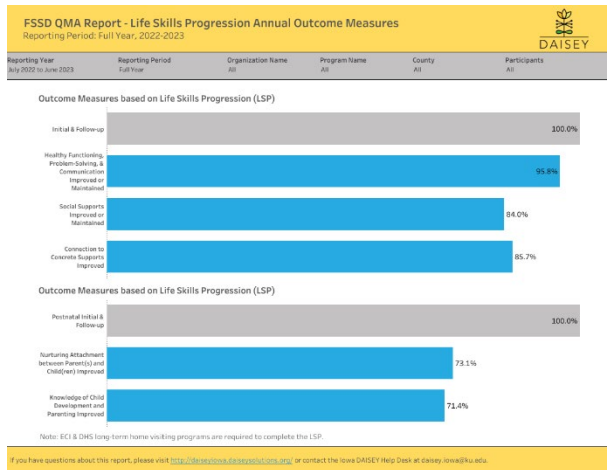 FSSD QMA Report - Life Skills Progression Annual Outcome Measures
Reporting Period: Full Year, 2022-2023
DAISEY
Reporting Year
July 2022 to June 2023
Reporting Period
Full Year
Organization Name
All
Program Name
All
County
All
Participants
All
Outcome Measures based on Life Skills Progression (LSP)
Initial & Follow-up
100.0%
Healthy Functioning,
Problem-Solving, &
Communication
Improved or
Maintained
95.8%
Social Supports
Improved or
Maintained
84.0%
Connection to
Concrete Supports
Improved
85.7%
Outcome Measures based on Life Skills Progression (LSP)
Postnatal Initial &
Follow-up
100.0%
Nurturing Attachment
between Parent(s) and
Child(ren) Improved
73.1%
Knowledge of Child
Development and
Parenting Improved
71.4%
Note: ECI & DHS long-term home visiting programs are required to complete the LSP.
If you have questions about this report, please visit http://daiseyiowa.daiseysolutions.org/ or contact the Iowa DAISEY Help Desk at daisey.iowa@ku.edu.